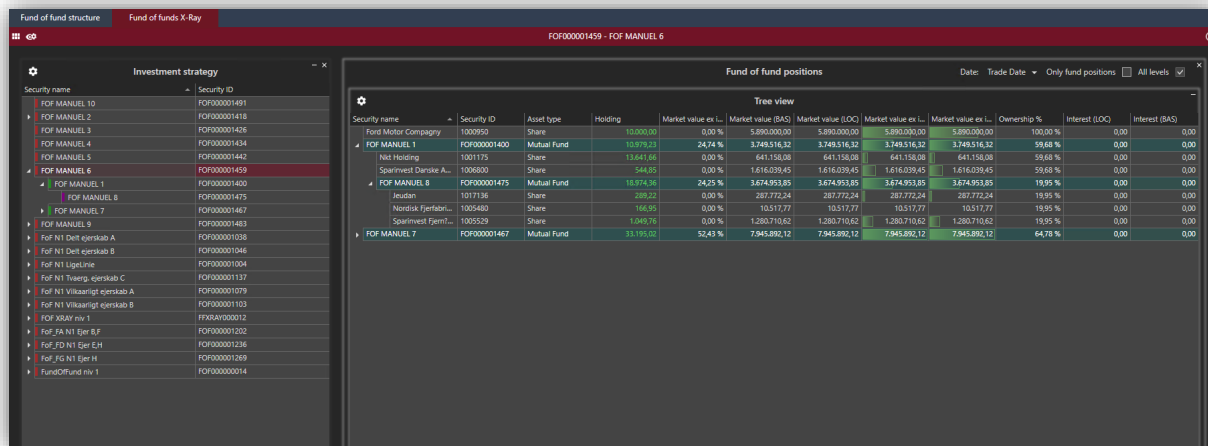 Fund of fund structure Fund of funds X-Ray
FOF000001459 - FOF MANUEL 6
Investment strategy
Security name Security ID
FOF MANUEL 10 FOF000001491
FOF MANUEL 2 FOF000001418
FOF MANUEL 3 FOF000001426
FOF MANUEL 4 FOF000001434
FOF MANUEL 5 FOF000001442
FOF MANUEL 6 FOF000001459
FOF MANUEL 1 FOF000001400
FOF MANUEL 8 FOF000001475
FOF MANUEL 7 FOF000001467
FOF MANUEL 9 FOF000001483
FoF N1 Delt ejerskab A FOF000001038
FoF N1 Delt ejerskab B FOF000001046
FoF N1 LigeLinie FOF000001004
FoF N1 Tvaerg. ejerskab C FOF000001137
FoF N1 Vilkaarligt ejerskab A FOF000001079
FoF N1 Vilkaarligt ejerskab B FOF000001103
FOF XRAY niv 1 FFXRAY000012
FoF_FA N1 Ejer B,F FOF000001202
FoF_FD N1 Ejer E,H FOF000001236
FoF_FG N1 Ejer H FOF000001269
FundOfFund niv 1 FOF000000014
Fund of fund positions Date: Trade Date Only fund positions All levels
Tree view
Security name Security ID Asset type Holding Market value ex i... Market value (BAS) Market value (LOC) Market value ex i... Market value ex i... Ownership % Interest (LOC) Interest (BAS)
Ford Motor Compagny 1000950 Share 10.000,00 0,00 % 5.890.000,00 5.890.000,00 5.890.000,00 5.890.000,00 100,00 % 0,00 0,00
FOF MANUEL 1 FOF000001400 Mutual Fund 10.979,23 24,74 % 3.749.516,32 3.749.516,32 3.749.516,32 3.749.516,32 59,68 % 0,00 0,00
Nkt Holding 1001175 Share 13.641,66 0,00 % 641.158,08 641.158,08 641.158,08 641.158,08 59,68 % 0,00 0,00
Sparinvest Danske A... 1006800 Share 544,85 0,00 % 1.616.039,45 1.616.039,45 1.616.039,45 1.616.039,45 59,68 % 0,00 0,00
FOF MANUEL 8 FOF000001475 Mutual Fund 18.974,36 24,25 % 3.674.953,85 3.674.953,85 3.674.953,85 3.674.953,85 19,95 % 0,00 0,00
Jeudan 1017136 Share 289,22 0,00 % 287.772,24 287.772,24 287.772,24 287.772,24 19,95 % 0,00 0,00
Nordisk Fjerfabri... 1005480 Share 166,95 0,00 % 10.517,77 10.517,77 10.517,77 10.517,77 19,95 % 0,00 0,00
Sparinvest Fjern?... 1005529 Share 1.049,76 0,00 % 1.280.710,62 1.280.710,62 1.280.710,62 1.280.710,62 19,95 % 0,00 0,00
FOF MANUEL 7 FOF000001467 Mutual Fund 33.195,02 52,43 % 7.945.892,12 7.945.892,12 7.945.892,12 7.945.892,12 64,78 % 0,00 0,00